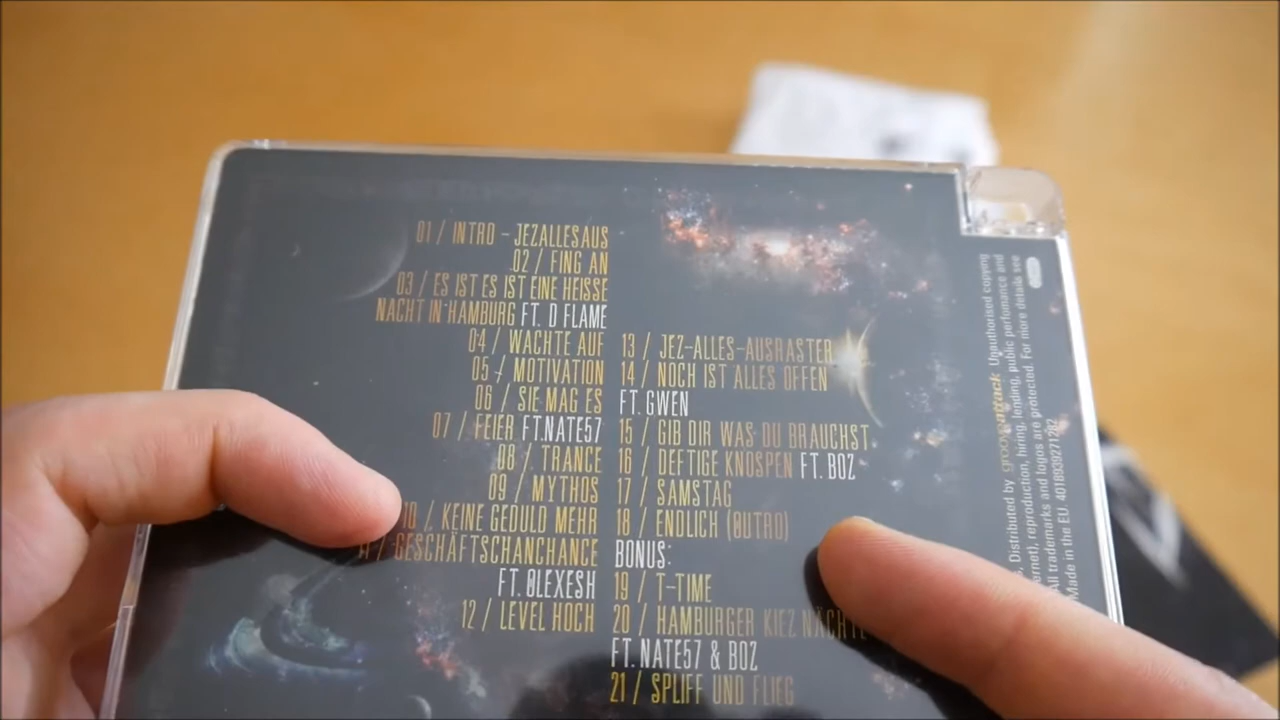 01 / INTRO - JEZALLESAUS
02 / FING AN
03 / ES IST ES IST EINE HEISSE
NACHT IN HAMBURG FT. D FLAME
04 / WACHTE AUF
05 / MOTIVATION
06 / SIE MAG ES
07 / FEIER FT.NATE57
08 / TRANCE
09 / MYTHOS
10 / KEINE GEDULD MEHR
/ GESCHÄFTSCHANCHANCE
FT. OLEXESH
12 / LEVEL HOCH
13 / JEZ-ALLES-AUSRASTER
14 / NOCH IST ALLES OFFEN
FT. GWEN
15 / GIB DIR WAS DU BRAUCHST
16 / DEFTIGE KNOSPEN FT. BOZ
17 / SAMSTAG
18 / ENDLICH (OUTRO)
BONUS:
19 / T-TIME
20 / HAMBURGER KIEZ NÄCHTE
FT. NATE57 & BOZ
21 / SPLIFF UND FLIEG
Distributed by grooveattack Unauthorised copying
reproduction, hiring, lending, public perfomance and
All trademarks and logos are protected. For more details see
Made in the EU. 4018939271282